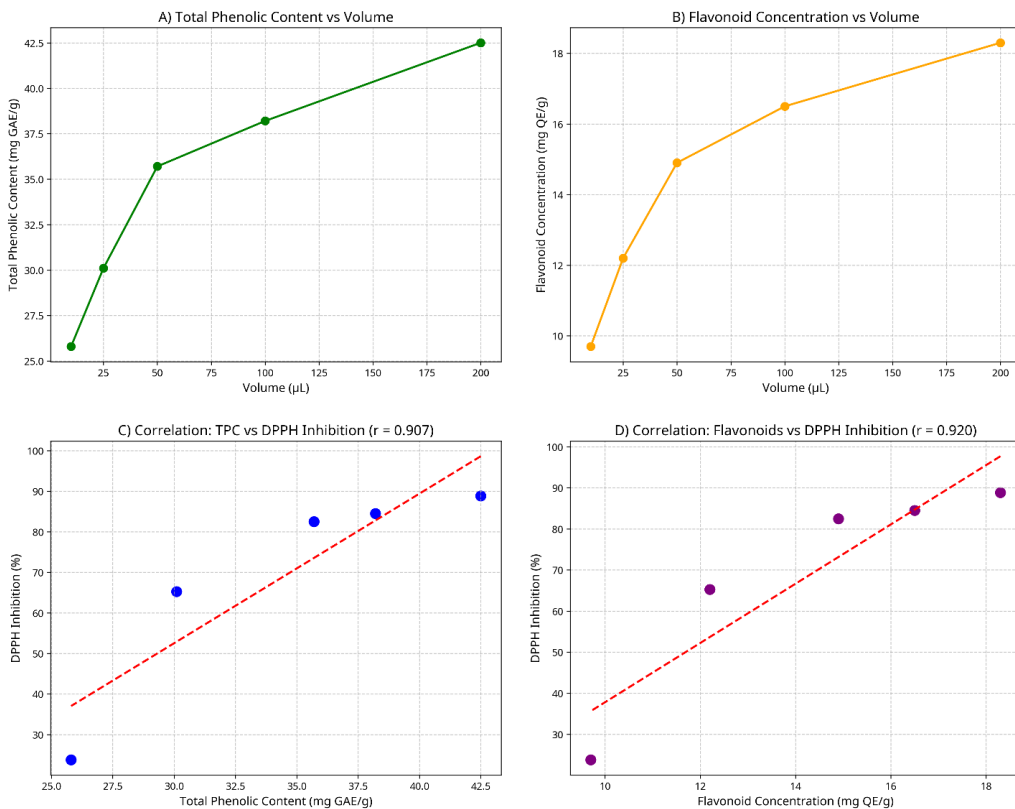 A) Total Phenolic Content vs Volume
Total Phenolic Content (mg GAE/g)
42.5
40.0
37.5
35.0
32.5
30.0
27.5
25.0
25 50 75 100 125 150 175 200
Volume (µL)
B) Flavonoid Concentration vs Volume
Flavonoid Concentration (mg QE/g)
18
16
14
12
10
25 50 75 100 125 150 175 200
Volume (µL)
C) Correlation: TPC vs DPPH Inhibition (r = 0.907)
DPPH Inhibition (%)
100
90
80
70
60
50
40
30
25.0 27.5 30.0 32.5 35.0 37.5 40.0 42.5
Total Phenolic Content (mg GAE/g)
D) Correlation: Flavonoids vs DPPH Inhibition (r = 0.920)
DPPH Inhibition (%)
100
90
80
70
60
50
40
30
10 12 14 16 18
Flavonoid Concentration (mg QE/g)